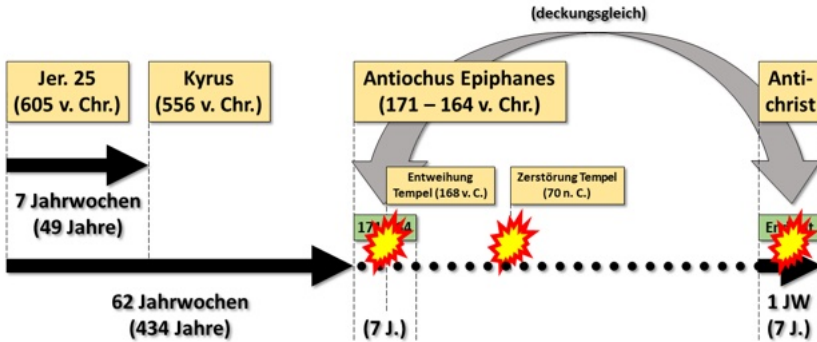 (deckungsgleich)
Jer. 25
(605 v. Chr.)
Kyrus
(556 v. Chr.)
Antiochus Epiphanes
(171 – 164 v. Chr.)
Anti-
christ
Entweihung
Tempel (168 v. C.)
Zerstörung Tempel
(70 n. C.)
7 Jahrwochen
(49 Jahre)
62 Jahrwochen
(434 Jahre)
(7 J.)
1 JW
(7 J.)